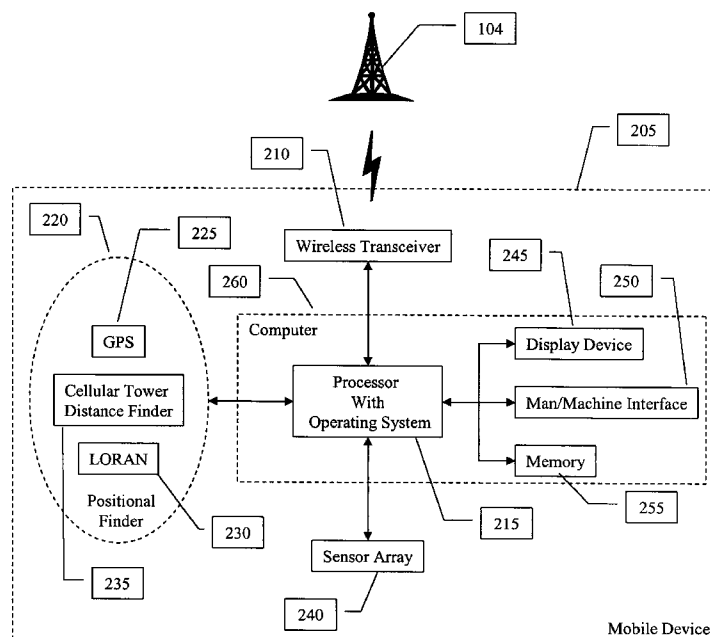 104
205
210
220
225
Wireless Transceiver
245
250
260
GPS
Computer
Display Device
Cellular Tower
Distance Finder
Processor
With
Operating System
Man/Machine Interface
LORAN
Memory
Positional
Finder
230
215
255
Sensor Array
235
240
Mobile Device